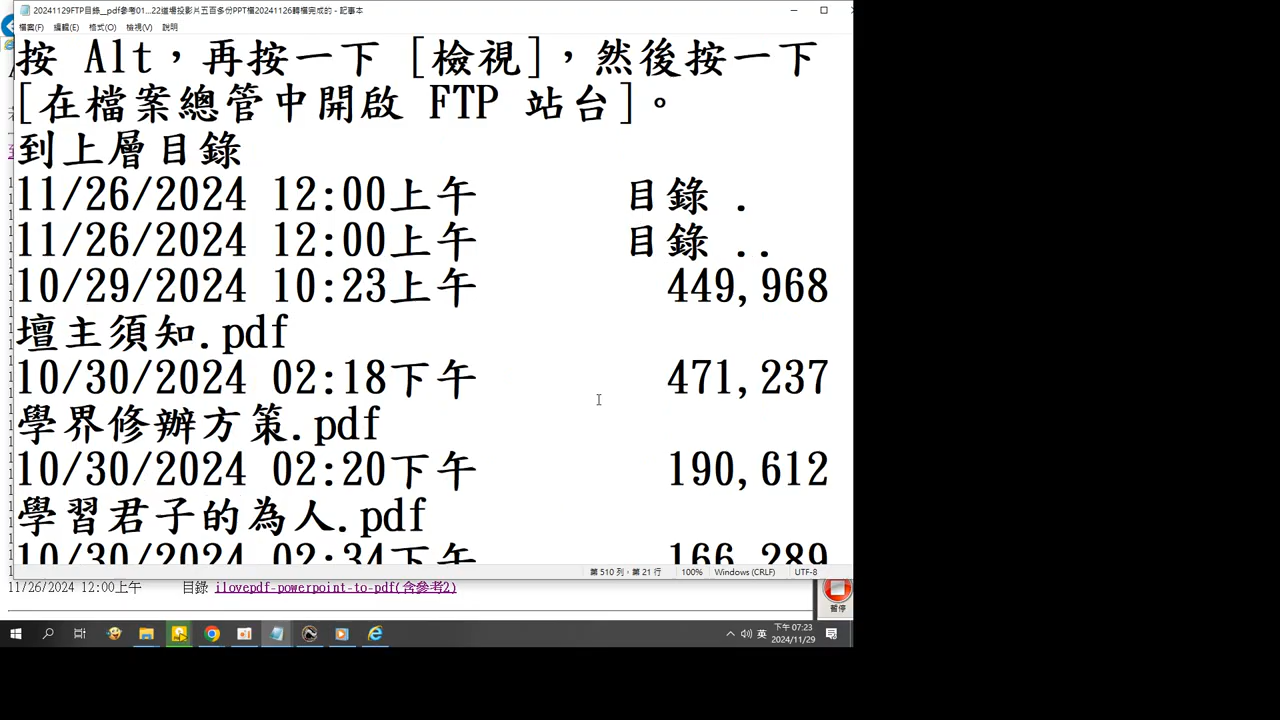 20241129FTP目錄__pdf參考01...22道場投影片五百多份PPT檔20241126轉檔完成的 - 記事本
檔案(F) 編輯(E) 格式(O) 檢視(V) 說明
按 Alt，再按一下 [檢視]，然後按一下
[在檔案總管中開啟 FTP 站台]。
到上層目錄
11/26/2024 12:00上午 目錄 .
11/26/2024 12:00上午 目錄 ..
10/29/2024 10:23上午 449,968
壇主須知.pdf
10/30/2024 02:18下午 471,237
學界修辦方策.pdf
10/30/2024 02:20下午 190,612
學習君子的為人.pdf
10/30/2024 02:34下午 166,289
第 510 列，第 21 行 100% Windows (CRLF) UTF-8
11/26/2024 12:00上午 目錄 ilovepdf-powerpoint-to-pdf(含參考2)
暫停
英
下午 07:23
2024/11/29